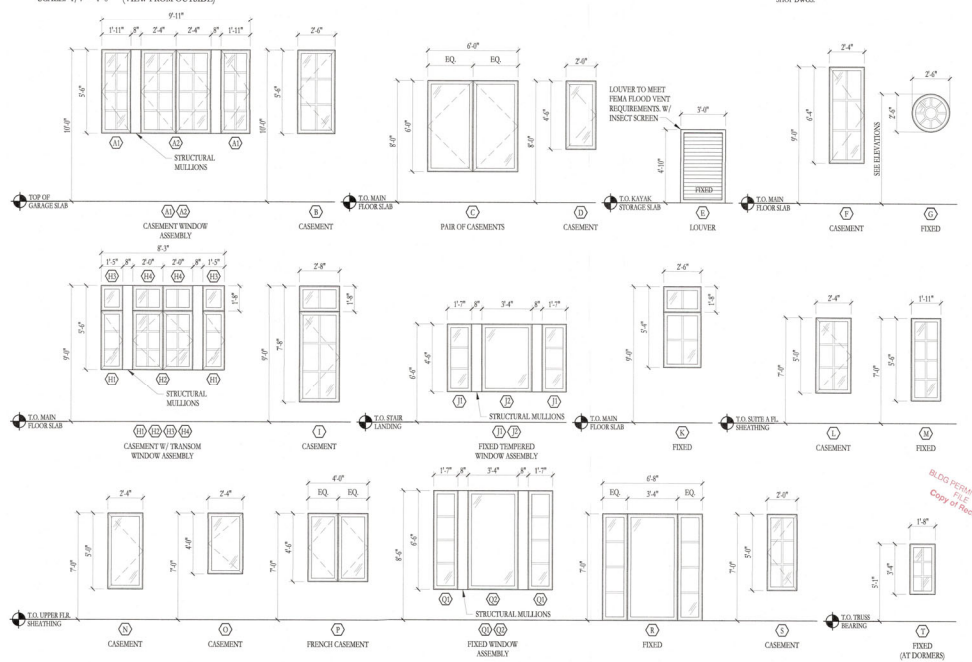 9'-11"
1'-11" 8" 2'-4" 2'-4" 8" 1'-11"
5'-6"
10'-0"
A1
A2
A1
STRUCTURAL
MULLIONS
TOP OF
GARAGE SLAB
A1 A2
CASEMENT WINDOW
ASSEMBLY
2'-6"
5'-6"
10'-0"
B
CASEMENT
6'-0"
EQ. EQ.
6'-0"
8'-0"
T.O. MAIN
FLOOR SLAB
C
PAIR OF CASEMENTS
2'-0"
4'-6"
8'-0"
D
CASEMENT
LOUVER TO MEET
FEMA FLOOD VENT
REQUIREMENTS. W/
INSECT SCREEN
3'-0"
4'-10"
FIXED
T.O. KAYAK
STORAGE SLAB
E
LOUVER
2'-4"
6'-4"
9'-0"
T.O. MAIN
FLOOR SLAB
F
CASEMENT
2'-6"
2'-6"
SEE ELEVATIONS
G
FIXED
8'-3"
1'-5" 8" 2'-0" 2'-0" 8" 1'-5"
H3 H4 H4 H3
1'-8"
5'-6"
9'-0"
H1 H2 H1
STRUCTURAL
MULLIONS
T.O. MAIN
FLOOR SLAB
H1 H2 H3 H4
CASEMENT W/ TRANSOM
WINDOW ASSEMBLY
2'-8"
1'-8"
7'-8"
9'-0"
I
CASEMENT
1'-7" 8" 3'-4" 8" 1'-7"
4'-6"
6'-6"
J1 J2 J1
STRUCTURAL MULLIONS
T.O. STAIR
LANDING
J1 J2
FIXED TEMPERED
WINDOW ASSEMBLY
2'-6"
1'-8"
5'-4"
9'-0"
T.O. MAIN
FLOOR SLAB
K
FIXED
2'-4"
5'-0"
7'-0"
T.O. SUITE A FL.
SHEATHING
L
CASEMENT
1'-11"
5'-6"
7'-0"
M
FIXED
2'-4"
5'-0"
7'-0"
T.O. UPPER FLR.
SHEATHING
N
CASEMENT
2'-4"
4'-0"
7'-0"
O
CASEMENT
4'-0"
EQ. EQ.
4'-6"
7'-0"
P
FRENCH CASEMENT
1'-7" 8" 3'-4" 8" 1'-7"
6'-6"
8'-6"
Q1 Q2 Q1
STRUCTURAL MULLIONS
Q1 Q2
FIXED WINDOW
ASSEMBLY
6'-8"
EQ. 3'-4" EQ.
7'-0"
R
FIXED
2'-0"
5'-0"
7'-0"
S
CASEMENT
BLDG PERMI
FILE
Copy of Rec
1'-8"
3'-4"
5'-1"
T.O. TRUSS
BEARING
T
FIXED
(AT DORMERS)